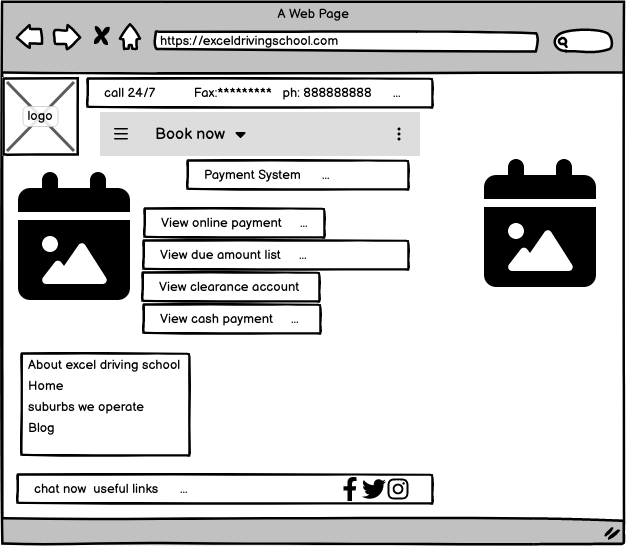 A Web Page
https://exceldrivingschool.com
logo
call 24/7 Fax:********* ph: 888888888 ...
Book now
Payment System ...
View online payment ...
View due amount list ...
View clearance account
View cash payment ...
About excel driving school
Home
suburbs we operate
Blog
chat now useful links ...